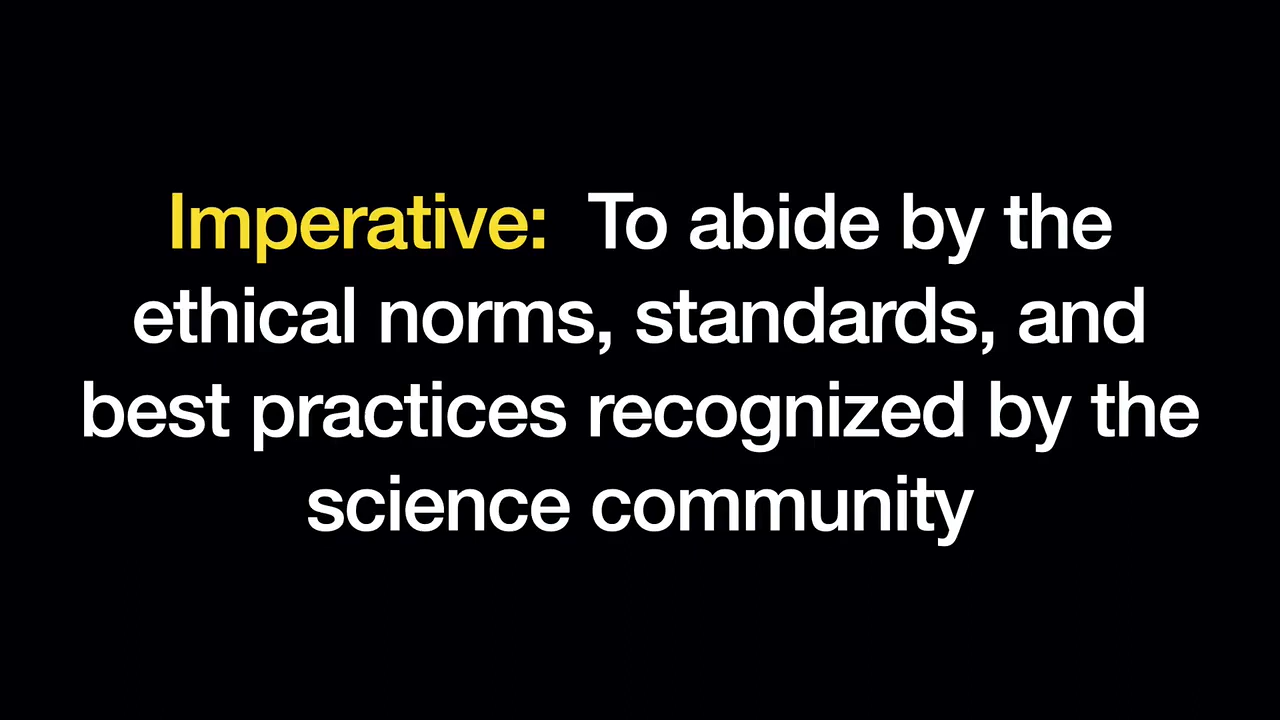 Imperative: To abide by the
ethical norms, standards, and
best practices recognized by the
science community